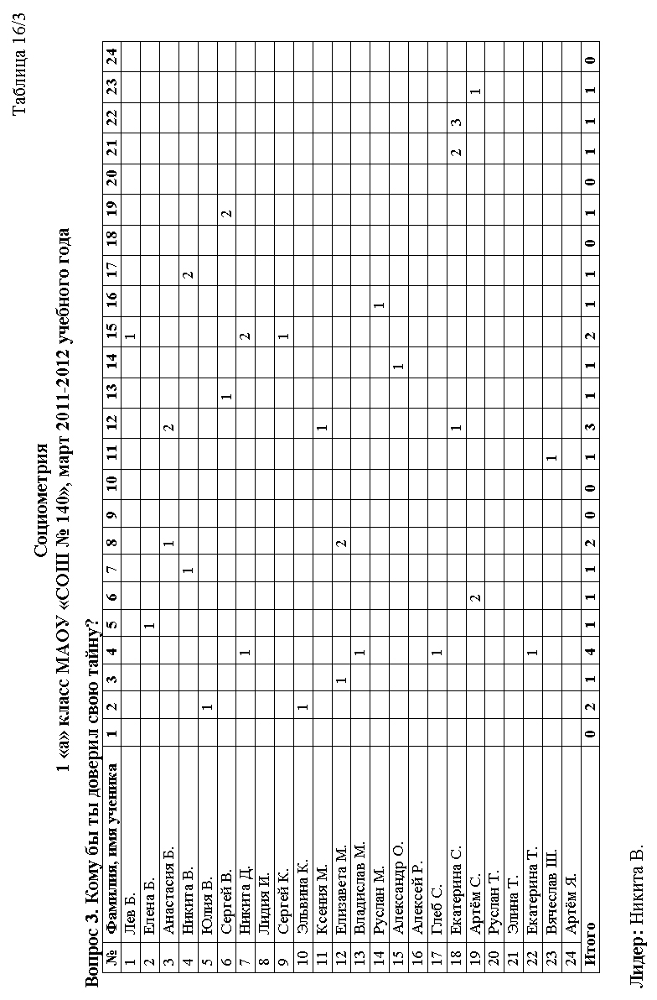 Таблица 16/3
Социометрия
1 «а» класс МАОУ «СОШ № 140», март 2011-2012 учебного года
Вопрос 3. Кому бы ты доверил свою тайну?
№ Фамилия, имя ученика 1 2 3 4 5 6 7 8 9 10 11 12 13 14 15 16 17 18 19 20 21 22 23 24
1 Лев Б. 1
2 Елена Б. 1
3 Анастасия Б. 1 2
4 Никита В. 1 2
5 Юлия В. 1
6 Сергей В. 1 2
7 Никита Д. 1 2
8 Лидия И.
9 Сергей К. 1
10 Эльвина К. 1
11 Ксения М. 1
12 Елизавета М. 1 2
13 Владислав М. 1
14 Руслан М. 1
15 Александр О. 1
16 Алексей Р.
17 Глеб С. 1
18 Екатерина С. 1 2 3
19 Артём С. 2 1
20 Руслан Т.
21 Элина Т.
22 Екатерина Т. 1
23 Вячеслав Ш. 1
24 Артём Я.
Итого 0 2 1 4 1 1 1 2 0 0 1 3 1 1 2 1 1 0 1 0 1 1 1 0
Лидер: Никита В.